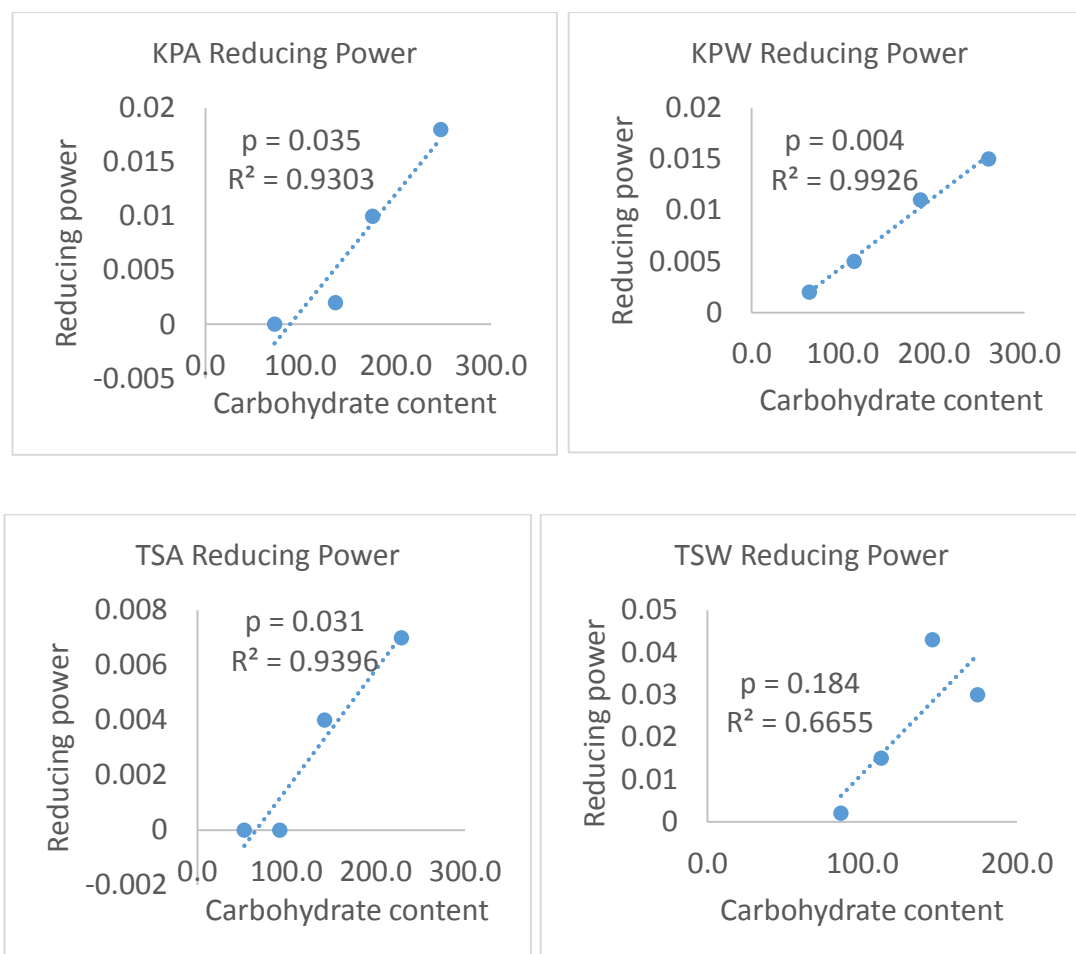 KPA Reducing Power
0.02
0.015
0.01
0.005
0
-0.005
p = 0.035
R² = 0.9303
0.0 100.0 200.0 300.0
Reducing power
Carbohydrate content
KPW Reducing Power
0.02
0.015
0.01
0.005
0
p = 0.004
R² = 0.9926
0.0 100.0 200.0 300.0
Reducing power
Carbohydrate content
TSA Reducing Power
0.008
0.006
0.004
0.002
0
-0.002
p = 0.031
R² = 0.9396
0.0 100.0 200.0 300.0
Reducing power
Carbohydrate content
TSW Reducing Power
0.05
0.04
0.03
0.02
0.01
0
p = 0.184
R² = 0.6655
0.0 100.0 200.0
Reducing power
Carbohydrate content